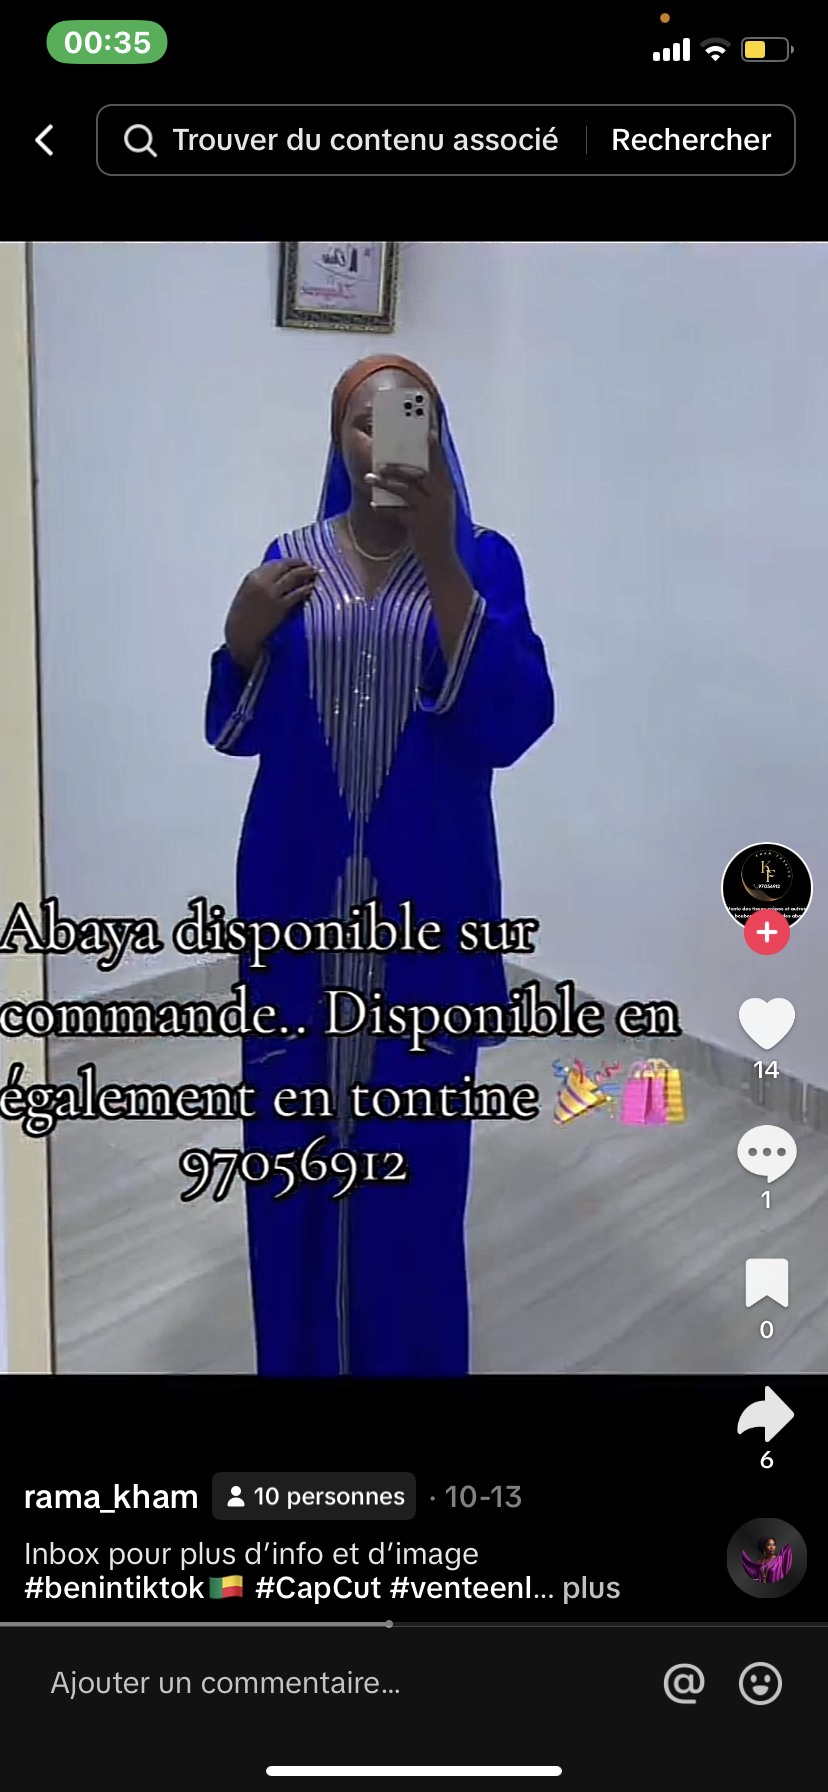 00:35
Trouver du contenu associé
Rechercher
Abaya disponible sur
commande.. Disponible en
également en tontine 🎉🛍️
97056912
KF
97056912
14
1
0
6
rama_kham 10 personnes · 10-13
Inbox pour plus d’info et d’image
#benintiktok🇧🇯 #CapCut #venteenl... plus
Ajouter un commentaire...